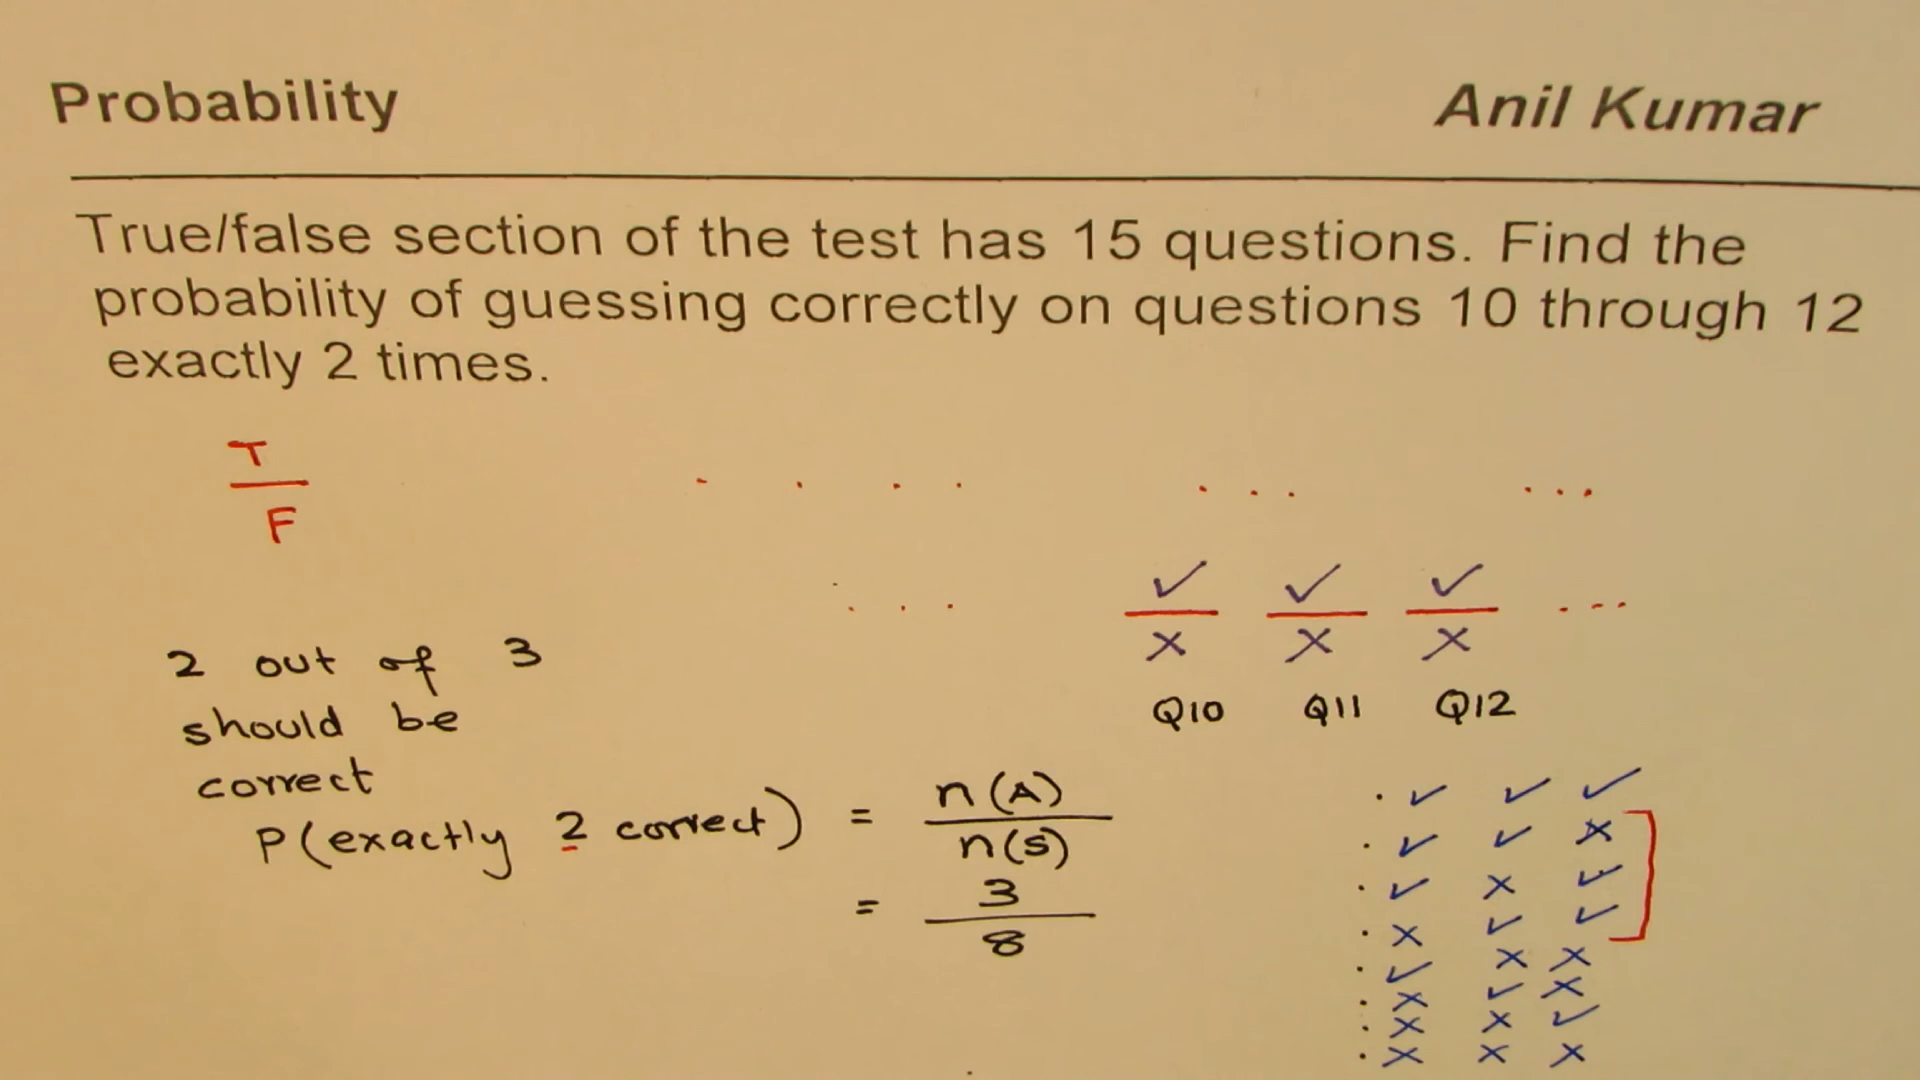 Probability
Anil Kumar
True/false section of the test has 15 questions. Find the
probability of guessing correctly on questions 10 through 12
exactly 2 times.
T
F
. . . .
. . .
. . .
. . .
✓ ✓ ✓
. . .
x x x
Q10 Q11 Q12
2 out of 3
should be
correct
P(exactly 2 correct) = n(A)
n(S)
= 3
8
. ✓ ✓ ✓
. ✓ ✓ x
. ✓ x ✓
. x ✓ ✓
. ✓ x x
. x ✓ x
. x x ✓
. x x x